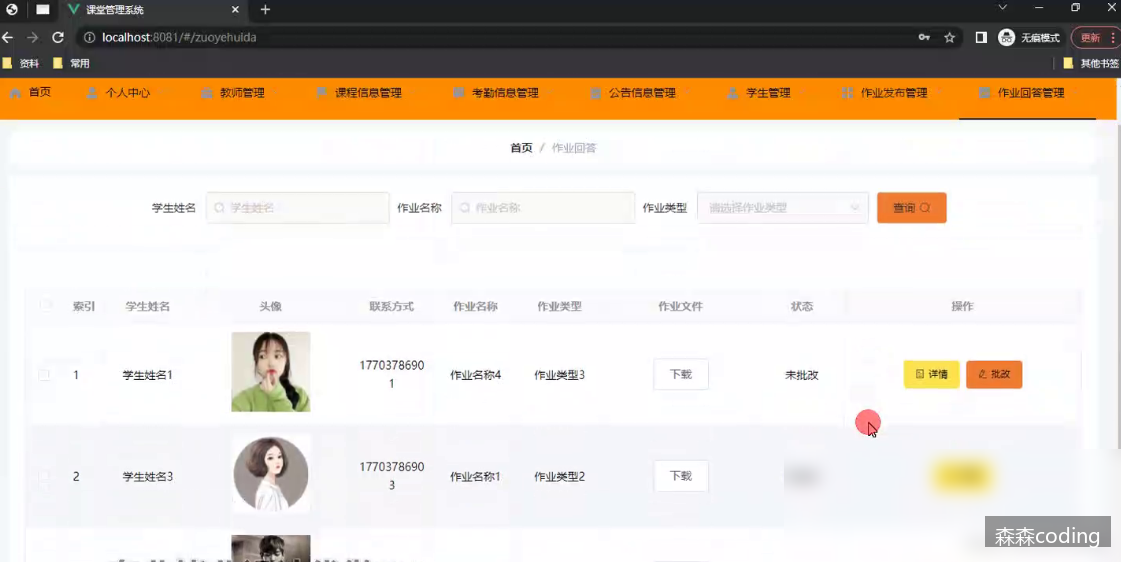 课堂管理系统
localhost:8081/#/zuoyehuida
无痕模式
更新
资料
常用
其他书签
首页
个人中心
教师管理
课程信息管理
考勤信息管理
公告信息管理
学生管理
作业发布管理
作业回答管理
首页 / 作业回答
学生姓名
学生姓名
作业名称
作业名称
作业类型
请选择作业类型
查询
索引 学生姓名 头像 联系方式 作业名称 作业类型 作业文件 状态 操作
1 学生姓名1 17703786901 作业名称4 作业类型3 下载 未批改 详情 批改
2 学生姓名3 17703786903 作业名称1 作业类型2 下载
森森coding